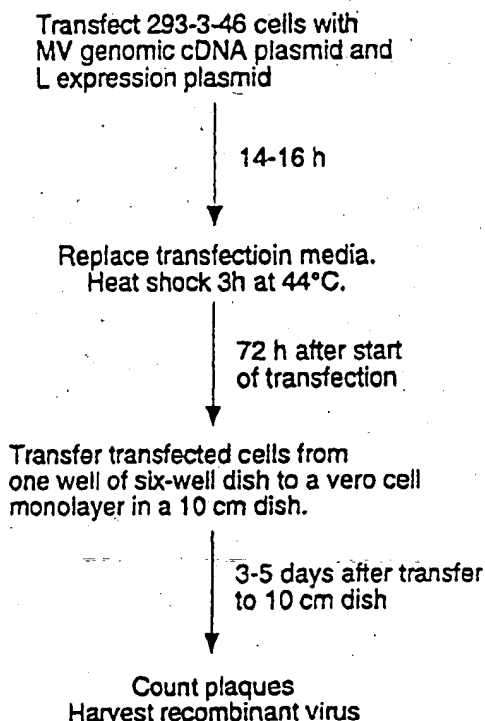 Transfect 293-3-46 cells with
MV genomic cDNA plasmid and
L expression plasmid
14-16 h
Replace transfectioin media.
Heat shock 3h at 44°C.
72 h after start
of transfection
Transfer transfected cells from
one well of six-well dish to a vero cell
monolayer in a 10 cm dish.
3-5 days after transfer
to 10 cm dish
Count plaques
Harvest recombinant virus